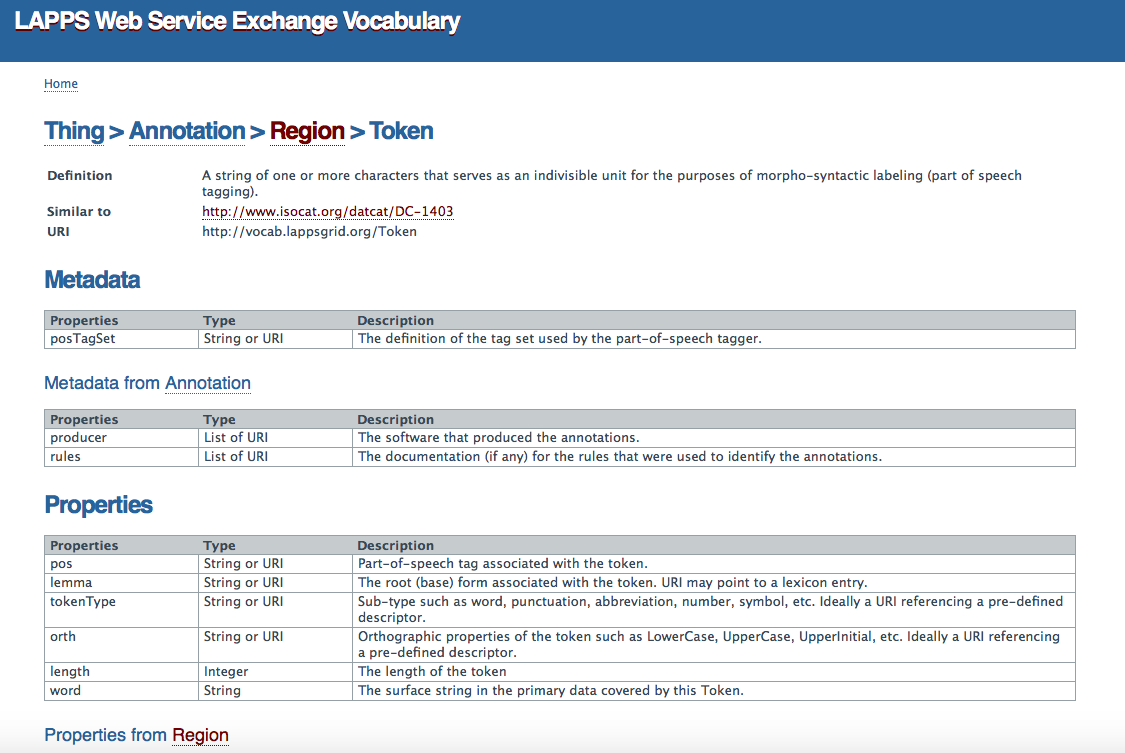 LAPPS Web Service Exchange Vocabulary
Home
Thing > Annotation > Region > Token
Definition A string of one or more characters that serves as an indivisible unit for the purposes of morpho-syntactic labeling (part of speech
tagging).
Similar to http://www.isocat.org/datcat/DC-1403
URI http://vocab.lappsgrid.org/Token
Metadata
Properties Type Description
posTagSet String or URI The definition of the tag set used by the part-of-speech tagger.
Metadata from Annotation
Properties Type Description
producer List of URI The software that produced the annotations.
rules List of URI The documentation (if any) for the rules that were used to identify the annotations.
Properties
Properties Type Description
pos String or URI Part-of-speech tag associated with the token.
lemma String or URI The root (base) form associated with the token. URI may point to a lexicon entry.
tokenType String or URI Sub-type such as word, punctuation, abbreviation, number, symbol, etc. Ideally a URI referencing a pre-defined
descriptor.
orth String or URI Orthographic properties of the token such as LowerCase, UpperCase, UpperInitial, etc. Ideally a URI referencing
a pre-defined descriptor.
length Integer The length of the token
word String The surface string in the primary data covered by this Token.
Properties from Region